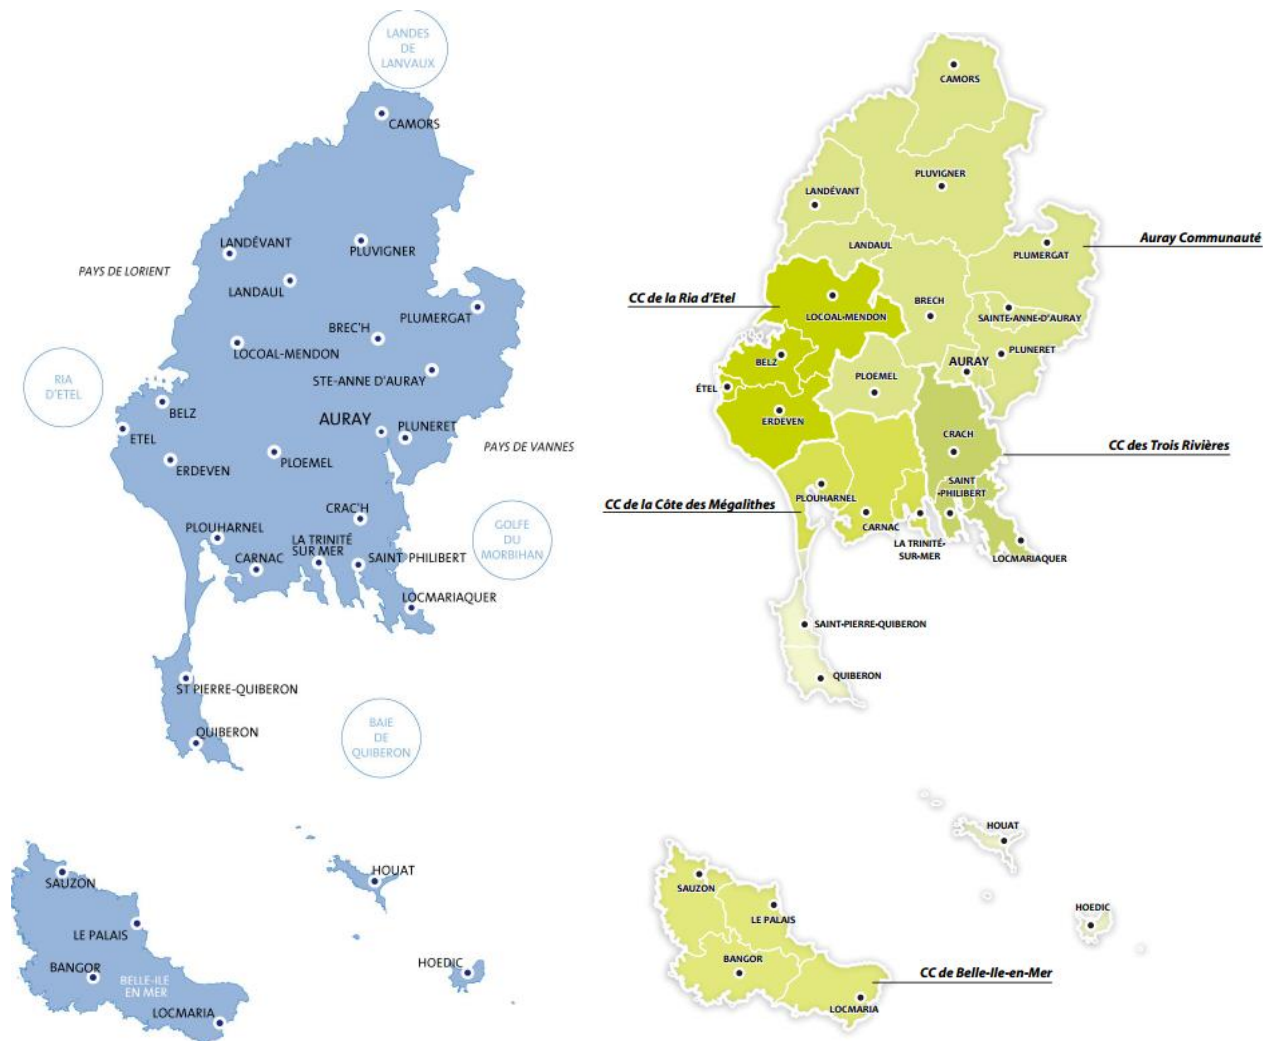 LANDES
DE
LANVAUX
CAMORS
LANDÉVANT
PLUVIGNER
PAYS DE LORIENT
LANDAUL
PLUMERGAT
BREC'H
LOCOAL-MENDON
STE-ANNE D'AURAY
RIA
D'ETEL
BELZ
AURAY
PLUNERET
ETEL
PAYS DE VANNES
ERDEVEN
PLOEMEL
CRAC'H
PLOUHARNEL
GOLFE
DU
MORBIHAN
LA TRINITÉ
SUR MER
CARNAC
SAINT PHILIBERT
LOCMARIAQUER
ST PIERRE-QUIBERON
QUIBERON
BAIE
DE
QUIBERON
HOUAT
SAUZON
LE PALAIS
BANGOR
BELLE-ILE
EN MER
HOEDIC
LOCMARIA
CAMORS
PLUVIGNER
LANDÉVANT
LANDAUL
Auray Communauté
PLUMERGAT
CC de la Ria d'Etel
BRECH
LOCOAL-MENDON
SAINTE-ANNE-D'AURAY
PLUNERET
BELZ
AURAY
PLOEMEL
ÉTEL
ERDEVEN
CRACH
CC des Trois Rivières
SAINT
-PHILIBERT
PLOUHARNEL
CC de la Côte des Mégalithes
CARNAC
LA TRINITÉ-
SUR-MER
LOCMARIAQUER
SAINT-PIERRE-QUIBERON
QUIBERON
HOUAT
SAUZON
HOEDIC
LE PALAIS
BANGOR
CC de Belle-Ile-en-Mer
LOCMARIA